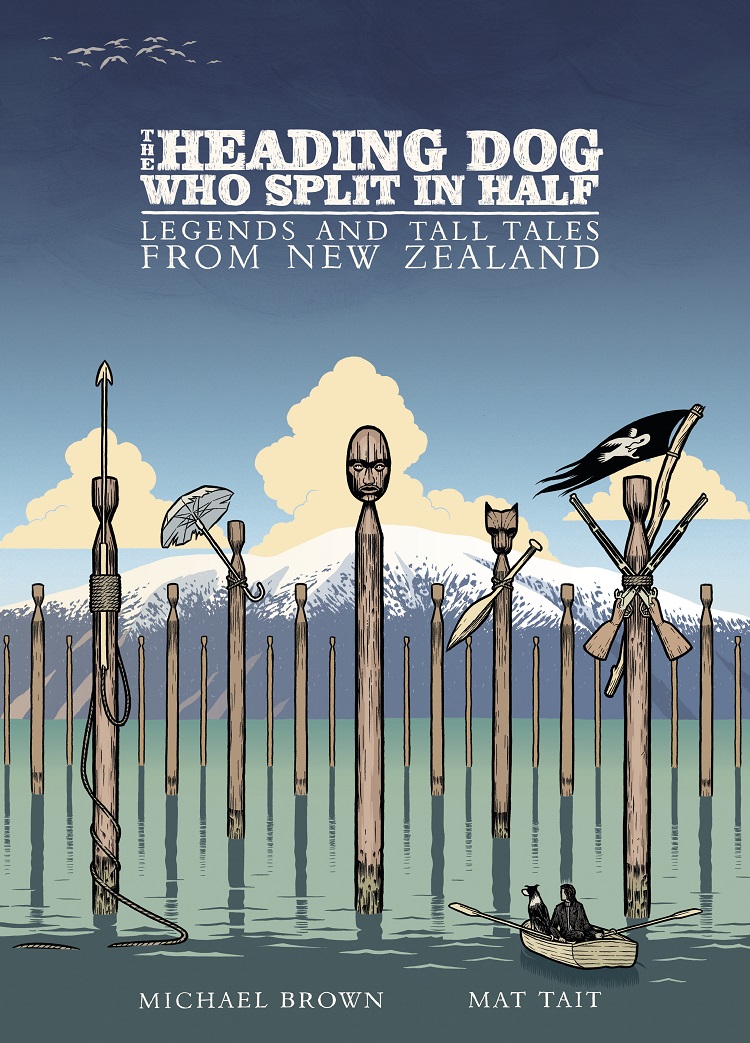 THE HEADING DOG
WHO SPLIT IN HALF
LEGENDS AND TALL TALES
FROM NEW ZEALAND
MICHAEL BROWN MAT TAIT